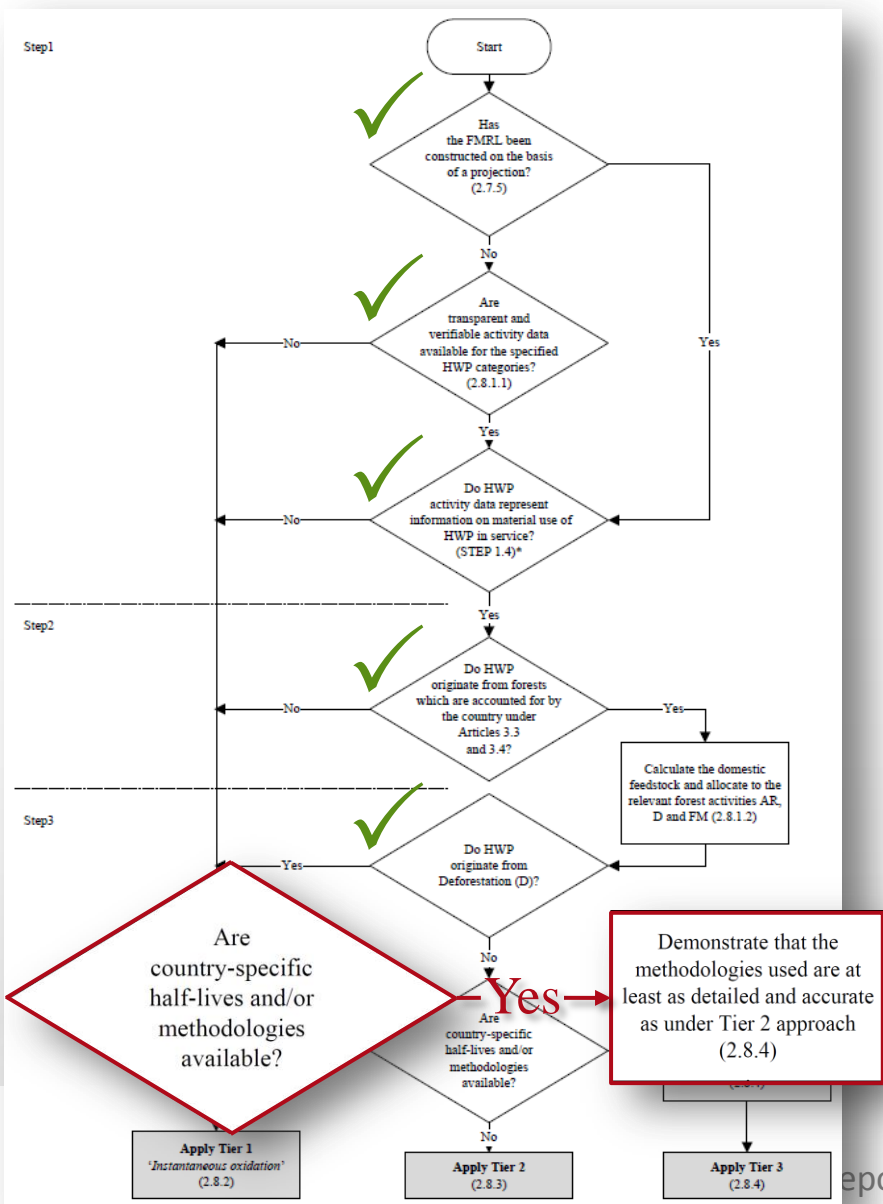 Step1
Start
Has
the FMRL been
constructed on the basis
of a projection?
(2.7.5)
No
Yes
Are
transparent and
verifiable activity data
available for the specified
HWP categories?
(2.8.1.1)
No
Yes
Do HWP
activity data represent
information on material use of
HWP in service?
(STEP 1.4)*
No
Yes
Step2
Do HWP
originate from forests
which are accounted for by
the country under
Articles 3.3
and 3.4?
No
Yes
Calculate the domestic
feedstock and allocate to the
relevant forest activities AR,
D and FM (2.8.1.2)
Step3
Do HWP
originate from
Deforestation (D)?
Yes
No
Are
country-specific
half-lives and/or
methodologies
available?
Yes
Demonstrate that the
methodologies used are at
least as detailed and accurate
as under Tier 2 approach
(2.8.4)
Are
country-specific
half-lives and/or
methodologies
available?
No
Apply Tier 1
'Instantaneous oxidation'
(2.8.2)
Apply Tier 2
(2.8.3)
Apply Tier 3
(2.8.4)